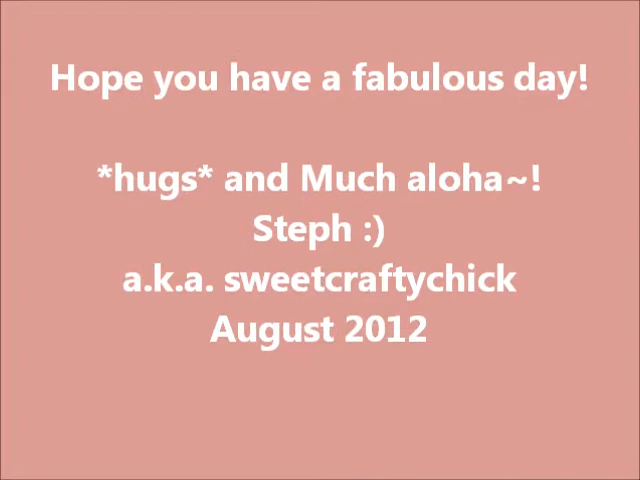 Hope you have a fabulous day!
*hugs* and Much aloha~!
Steph :)
a.k.a. sweetcraftychick
August 2012